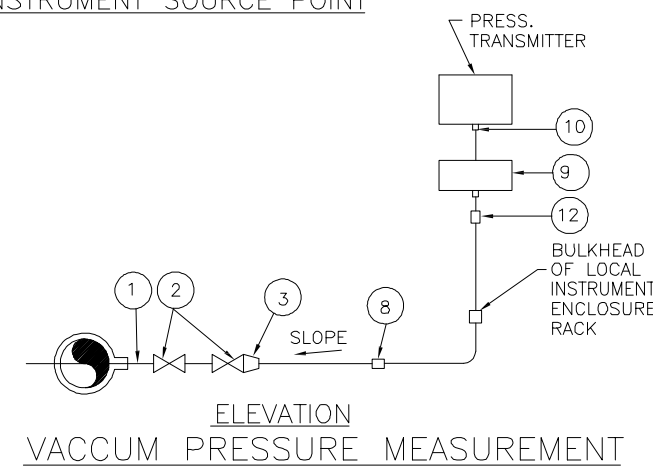 INSTRUMENT SOURCE POINT
PRESS.
TRANSMITTER
10
9
12
BULKHEAD
OF LOCAL
INSTRUMENT
ENCLOSURE
RACK
1
2
3
8
SLOPE
ELEVATION
VACCUM PRESSURE MEASUREMENT